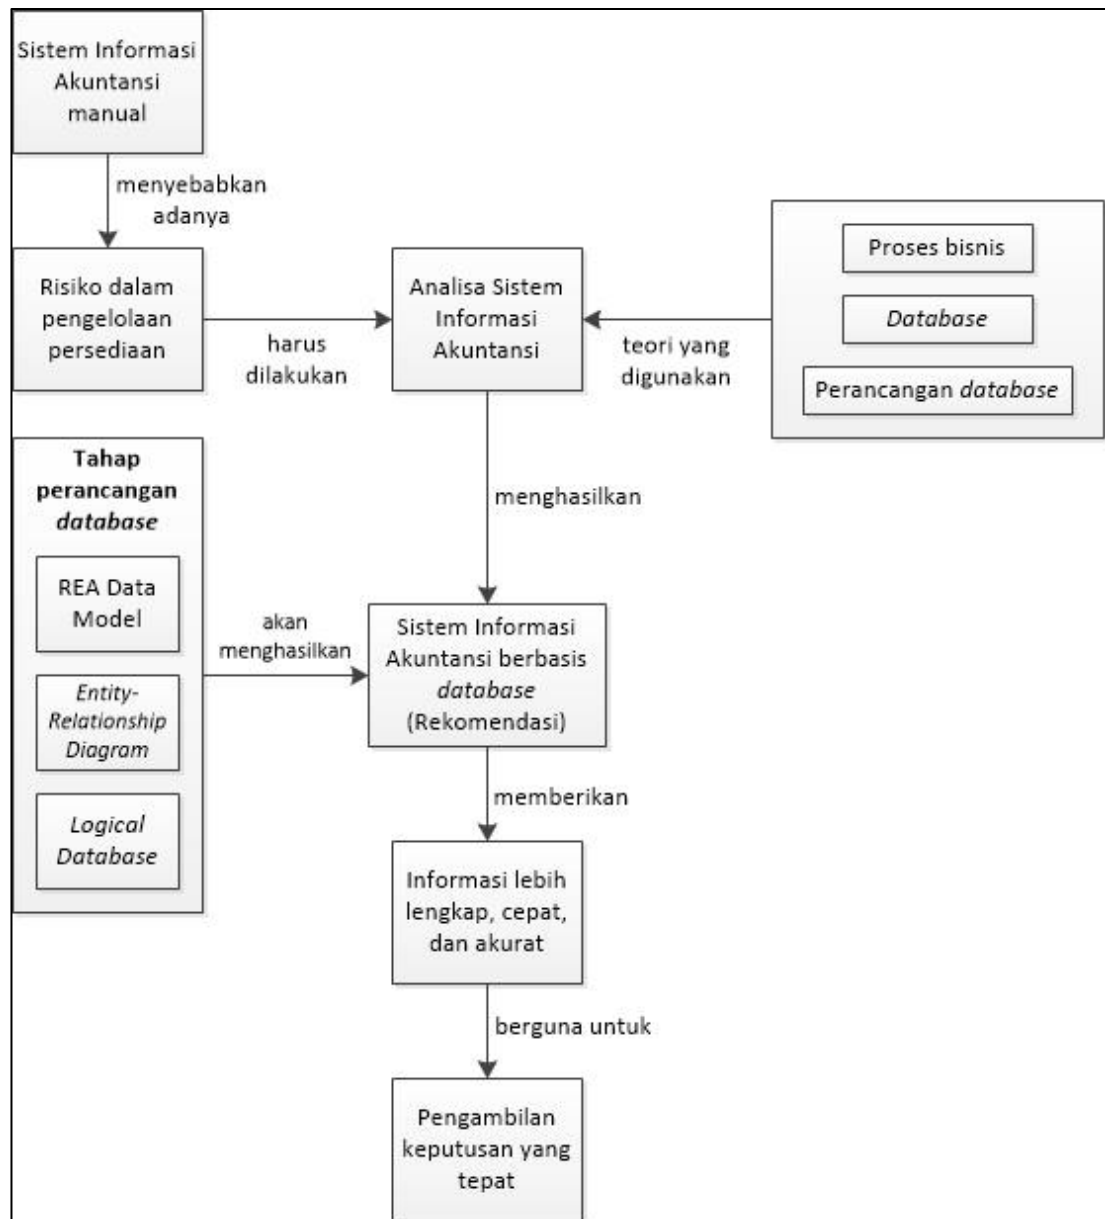 Sistem Informasi
Akuntansi
manual
menyebabkan
adanya
Risiko dalam
pengelolaan
persediaan
harus
dilakukan
Analisa Sistem
Informasi
Akuntansi
teori yang
digunakan
Proses bisnis
Database
Perancangan database
menghasilkan
Tahap
perancangan
database
REA Data
Model
Entity-
Relationship
Diagram
Logical
Database
akan
menghasilkan
Sistem Informasi
Akuntansi berbasis
database
(Rekomendasi)
memberikan
Informasi lebih
lengkap, cepat,
dan akurat
berguna untuk
Pengambilan
keputusan yang
tepat